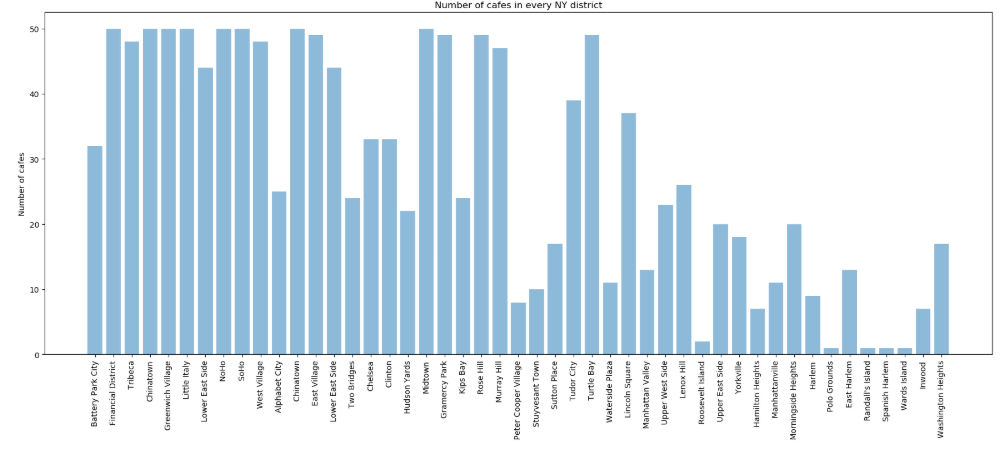 Number of cafes in every NY district
Number of cafes
50
40
30
20
10
0
Battery Park City
Financial District
Tribeca
Chinatown
Greenwich Village
Little Italy
Lower East Side
NoHo
SoHo
West Village
Alphabet City
Chinatown
East Village
Lower East Side
Two Bridges
Chelsea
Clinton
Hudson Yards
Midtown
Gramercy Park
Kips Bay
Rose Hill
Murray Hill
Peter Cooper Village
Stuyvesant Town
Sutton Place
Tudor City
Turtle Bay
Waterside Plaza
Lincoln Square
Manhattan Valley
Upper West Side
Lenox Hill
Roosevelt Island
Upper East Side
Yorkville
Hamilton Heights
Manhattanville
Morningside Heights
Harlem
Polo Grounds
East Harlem
Randall's Island
Spanish Harlem
Wards Island
Inwood
Washington Heights